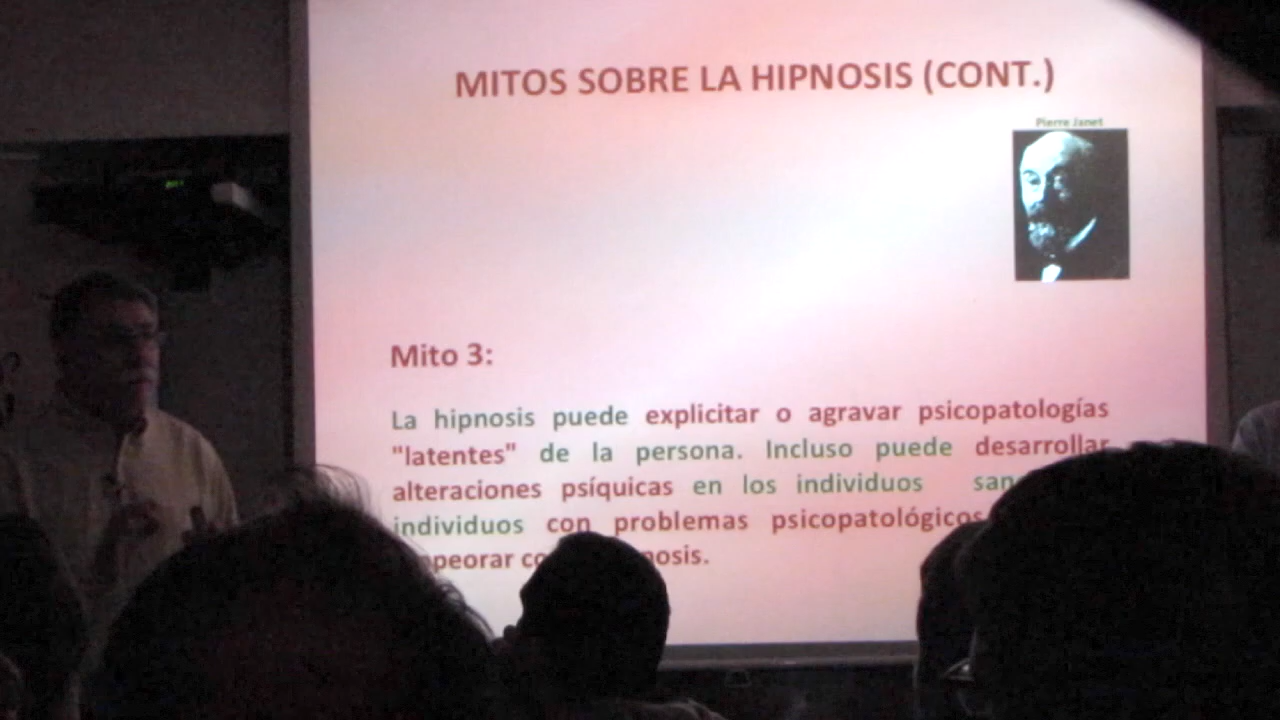 MITOS SOBRE LA HIPNOSIS (CONT.)
Pierre Janet
Mito 3:
La hipnosis puede explicitar o agravar psicopatologías
"latentes" de la persona. Incluso puede desarrollar
alteraciones psíquicas en los individuos
individuos con problemas psicopatológicos